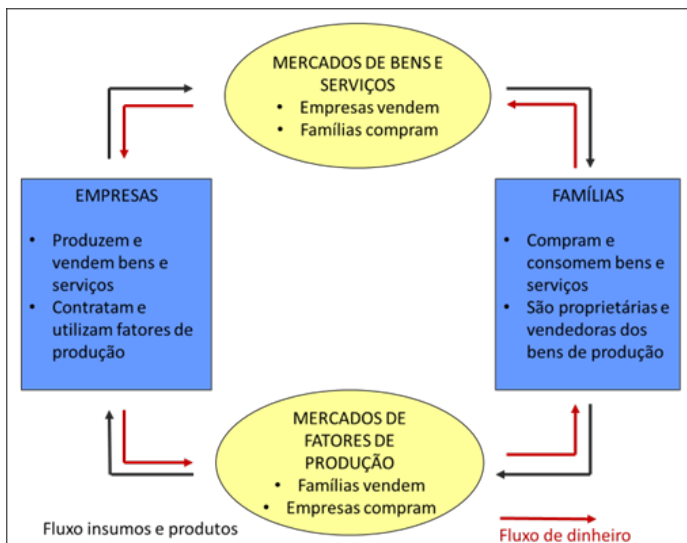 MERCADOS DE BENS E
SERVIÇOS
• Empresas vendem
• Famílias compram
EMPRESAS
• Produzem e
vendem bens e
serviços
• Contratam e
utilizam fatores de
produção
FAMÍLIAS
• Compram e
consomem bens e
serviços
• São proprietárias e
vendedoras dos
bens de produção
MERCADOS DE
FATORES DE
PRODUÇÃO
• Famílias vendem
• Empresas compram
Fluxo insumos e produtos
Fluxo de dinheiro